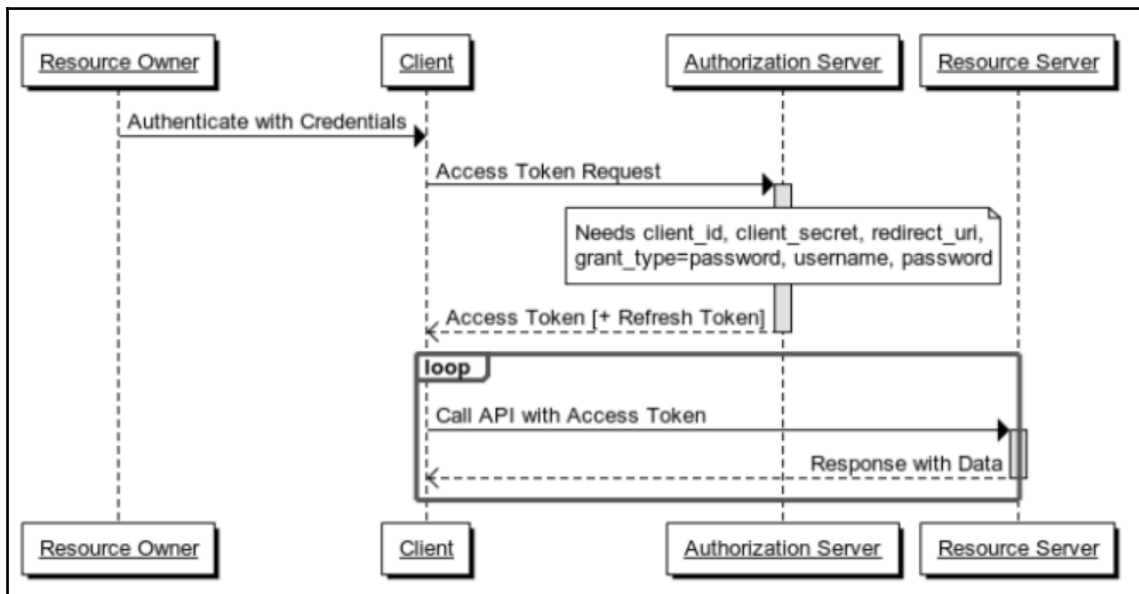 Resource Owner
Client
Authorization Server
Resource Server
Authenticate with Credentials
Access Token Request
Needs client_id, client_secret, redirect_uri,
grant_type=password, username, password
Access Token [+ Refresh Token]
loop
Call API with Access Token
Response with Data
Resource Owner
Client
Authorization Server
Resource Server